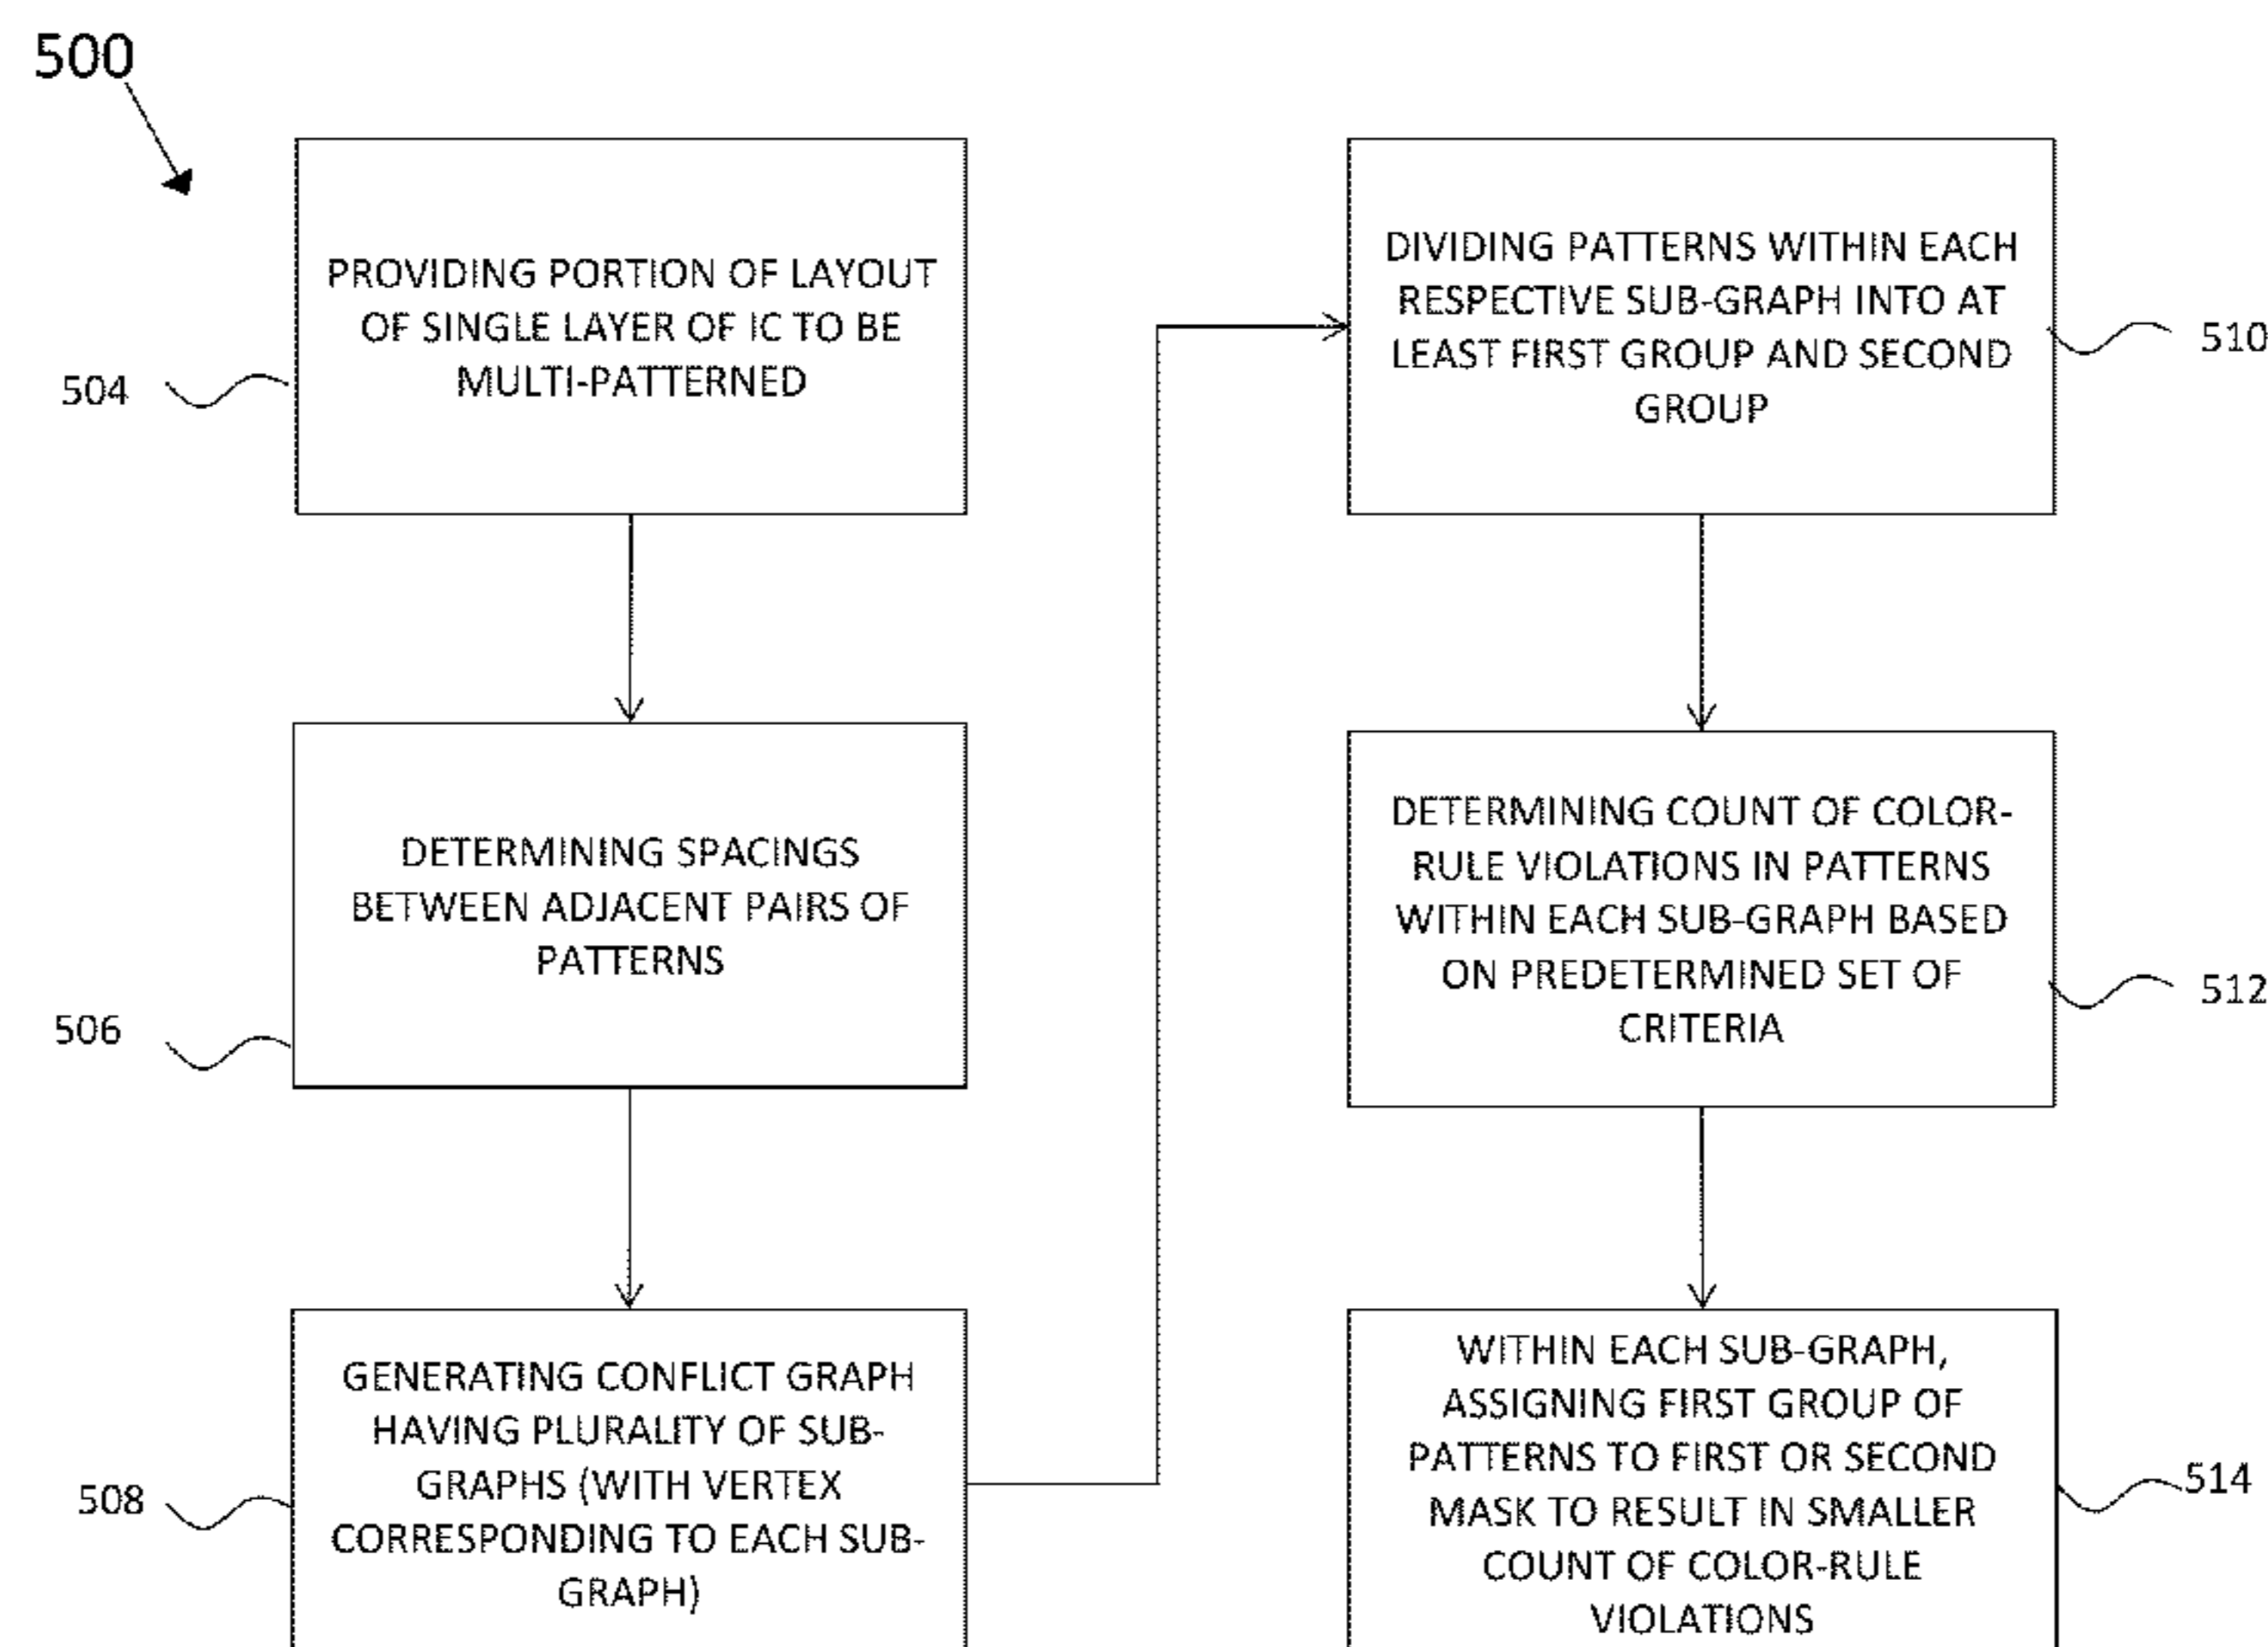 500
PROVIDING PORTION OF LAYOUT
OF SINGLE LAYER OF IC TO BE
MULTI-PATTERNED
504
DETERMINING SPACINGS
BETWEEN ADJACENT PAIRS OF
PATTERNS
506
GENERATING CONFLICT GRAPH
HAVING PLURALITY OF SUB-
GRAPHS (WITH VERTEX
CORRESPONDING TO EACH SUB-
GRAPH)
508
DIVIDING PATTERNS WITHIN EACH
RESPECTIVE SUB-GRAPH INTO AT
LEAST FIRST GROUP AND SECOND
GROUP
510
DETERMINING COUNT OF COLOR-
RULE VIOLATIONS IN PATTERNS
WITHIN EACH SUB-GRAPH BASED
ON PREDETERMINED SET OF
CRITERIA
512
WITHIN EACH SUB-GRAPH,
ASSIGNING FIRST GROUP OF
PATTERNS TO FIRST OR SECOND
MASK TO RESULT IN SMALLER
COUNT OF COLOR-RULE
VIOLATIONS
514